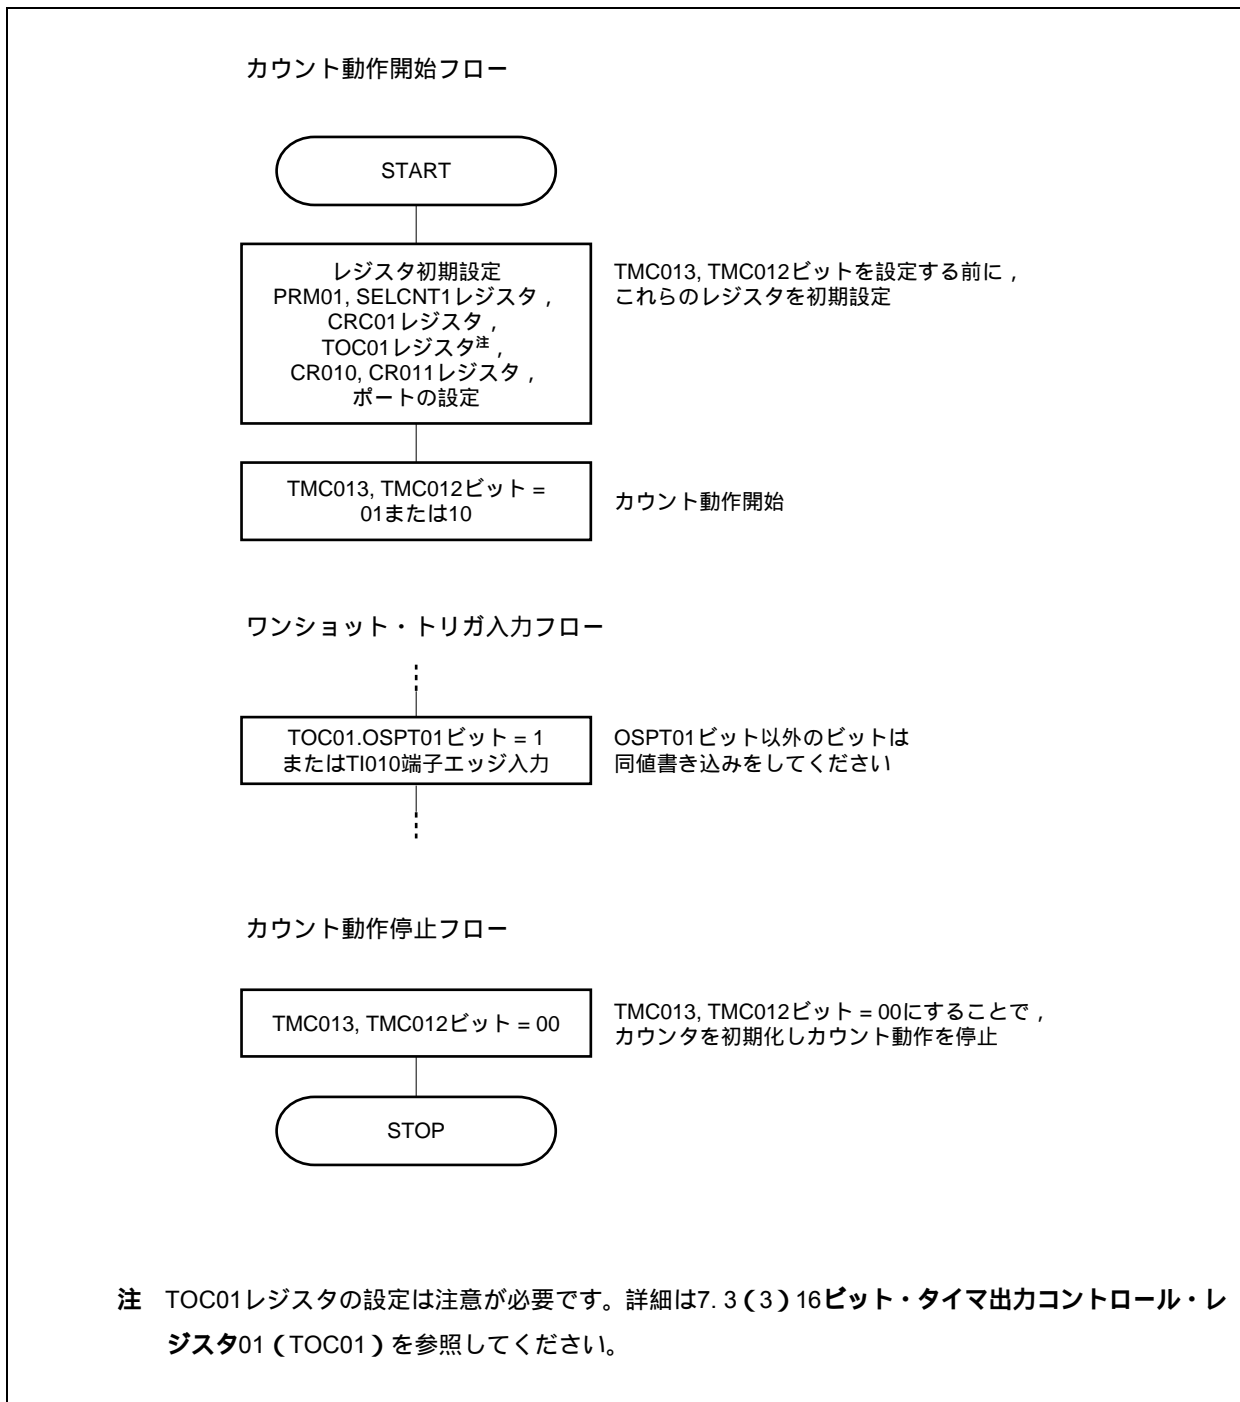 カウント動作開始フロー
START
レジスタ初期設定
PRM01, SELCNT1レジスタ，
CRC01レジスタ，
TOC01レジスタ注，
CR010, CR011レジスタ，
ポートの設定
TMC013, TMC012ビットを設定する前に，
これらのレジスタを初期設定
TMC013, TMC012ビット =
01または10
カウント動作開始
ワンショット・トリガ入力フロー
TOC01.OSPT01ビット = 1
またはTI010端子エッジ入力
OSPT01ビット以外のビットは
同値書き込みをしてください
カウント動作停止フロー
TMC013, TMC012ビット = 00
TMC013, TMC012ビット = 00にすることで，
カウンタを初期化しカウント動作を停止
STOP
注　TOC01レジスタの設定は注意が必要です。詳細は7. 3（3）16ビット・タイマ出力コントロール・レ
ジスタ01（TOC01）を参照してください。